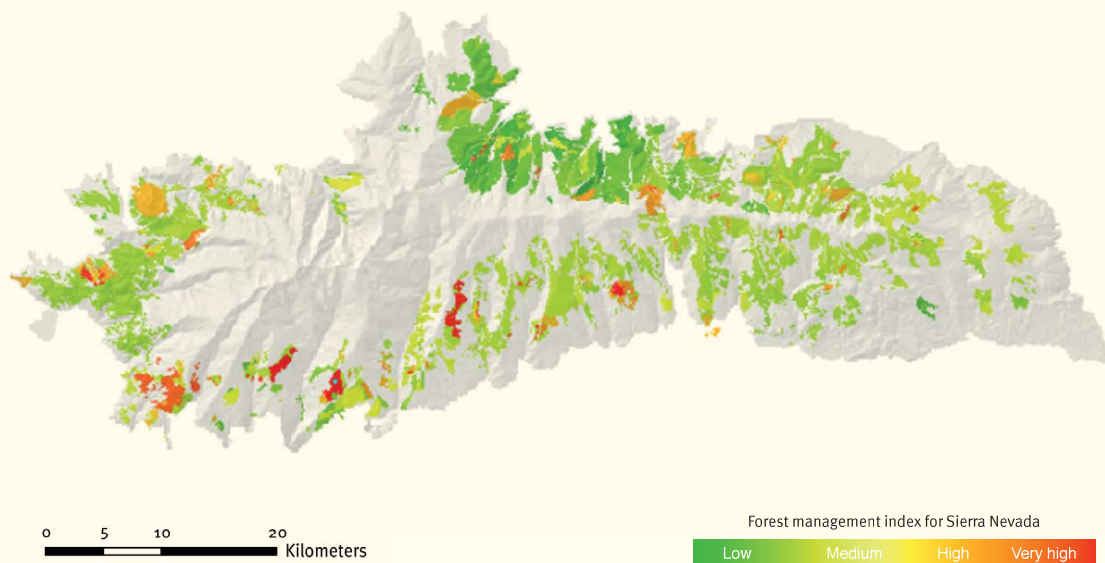 0 5 10 20
Kilometers
Forest management index for Sierra Nevada
Low Medium High Very high